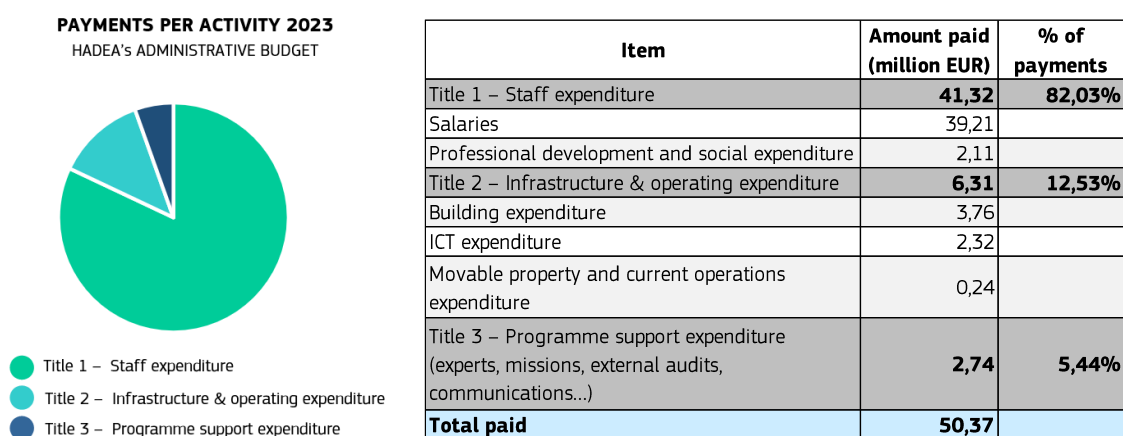 PAYMENTS PER ACTIVITY 2023
HADEA's ADMINISTRATIVE BUDGET
Title 1 – Staff expenditure
Title 2 – Infrastructure & operating expenditure
Title 3 – Programme support expenditure
Item
Amount paid
(million EUR)
% of
payments
Title 1 – Staff expenditure 41,32 82,03%
Salaries 39,21
Professional development and social expenditure 2,11
Title 2 – Infrastructure & operating expenditure 6,31 12,53%
Building expenditure 3,76
ICT expenditure 2,32
Movable property and current operations
expenditure
0,24
Title 3 – Programme support expenditure
(experts, missions, external audits,
communications...)
2,74 5,44%
Total paid 50,37